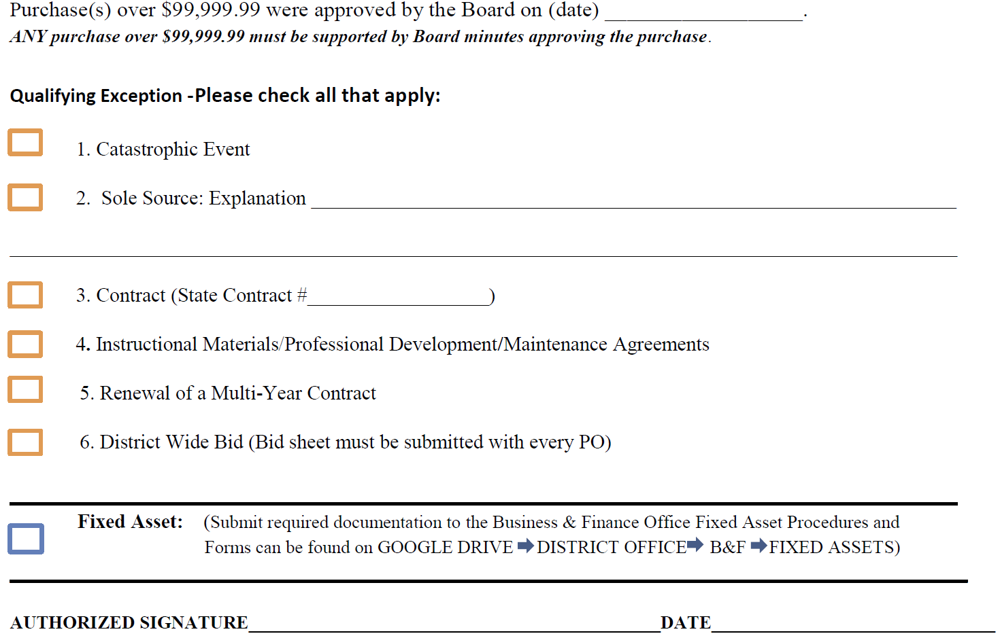 Purchase(s) over $99,999.99 were approved by the Board on (date) ___________________.
ANY purchase over $99,999.99 must be supported by Board minutes approving the purchase.
Qualifying Exception -Please check all that apply:
1. Catastrophic Event
2. Sole Source: Explanation _______________________________________________________________
3. Contract (State Contract #__________________)
4. Instructional Materials/Professional Development/Maintenance Agreements
5. Renewal of a Multi-Year Contract
6. District Wide Bid (Bid sheet must be submitted with every PO)
Fixed Asset: (Submit required documentation to the Business & Finance Office Fixed Asset Procedures and
Forms can be found on GOOGLE DRIVE ➡ DISTRICT OFFICE ➡ B&F ➡ FIXED ASSETS)
AUTHORIZED SIGNATURE________________________________________DATE____________________________